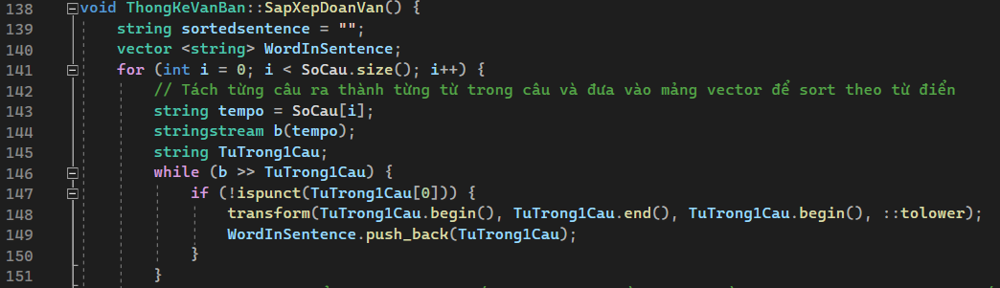 138 void ThongKeVanBan::SapXepDoanVan() {
139 string sortedsentence = "";
140 vector <string> WordInSentence;
141 for (int i = 0; i < SoCau.size(); i++) {
142 // Tách từng câu ra thành từng từ trong câu và đưa vào mảng vector để sort theo từ điển
143 string tempo = SoCau[i];
144 stringstream b(tempo);
145 string TuTrong1Cau;
146 while (b >> TuTrong1Cau) {
147 if (!ispunct(TuTrong1Cau[0])) {
148 transform(TuTrong1Cau.begin(), TuTrong1Cau.end(), TuTrong1Cau.begin(), ::tolower);
149 WordInSentence.push_back(TuTrong1Cau);
150 }
151 }